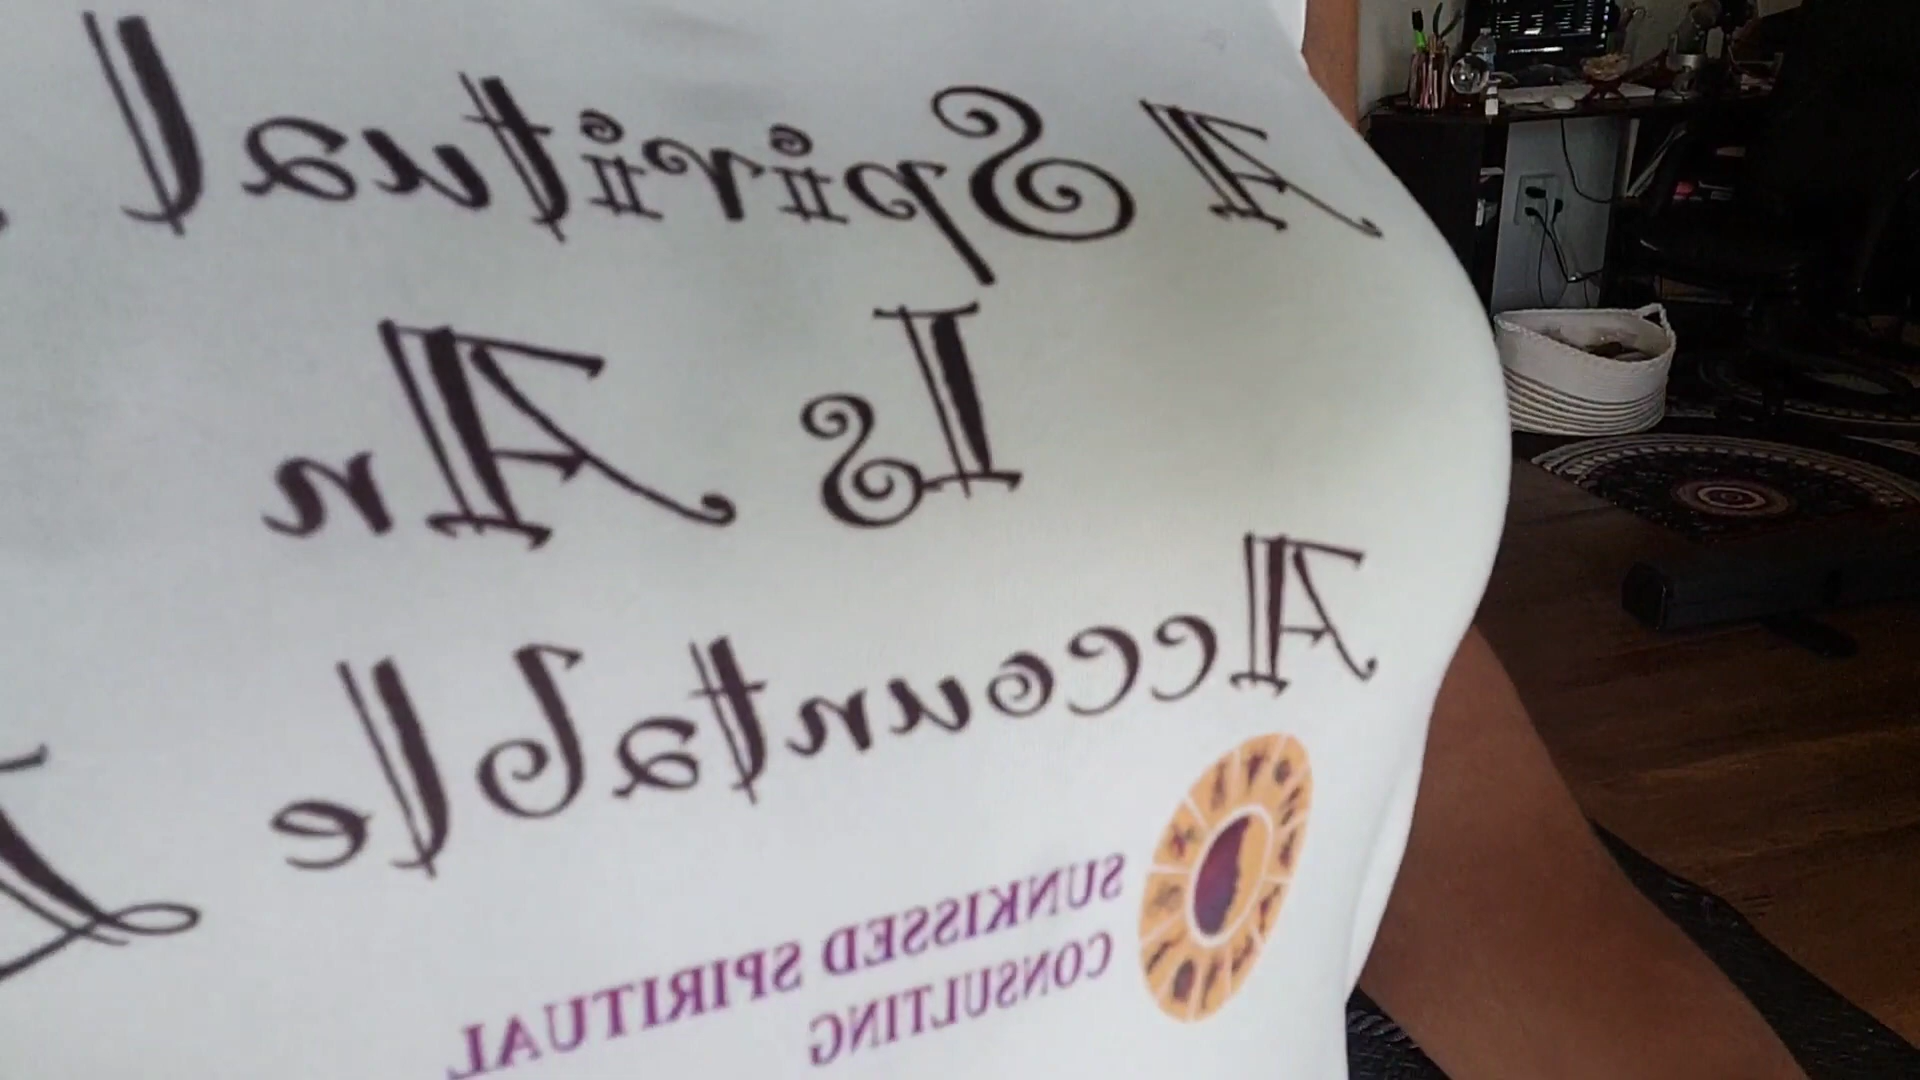 A Spiritual
Is An
Accountable
SUNKISSED SPIRITUAL
CONSULTING